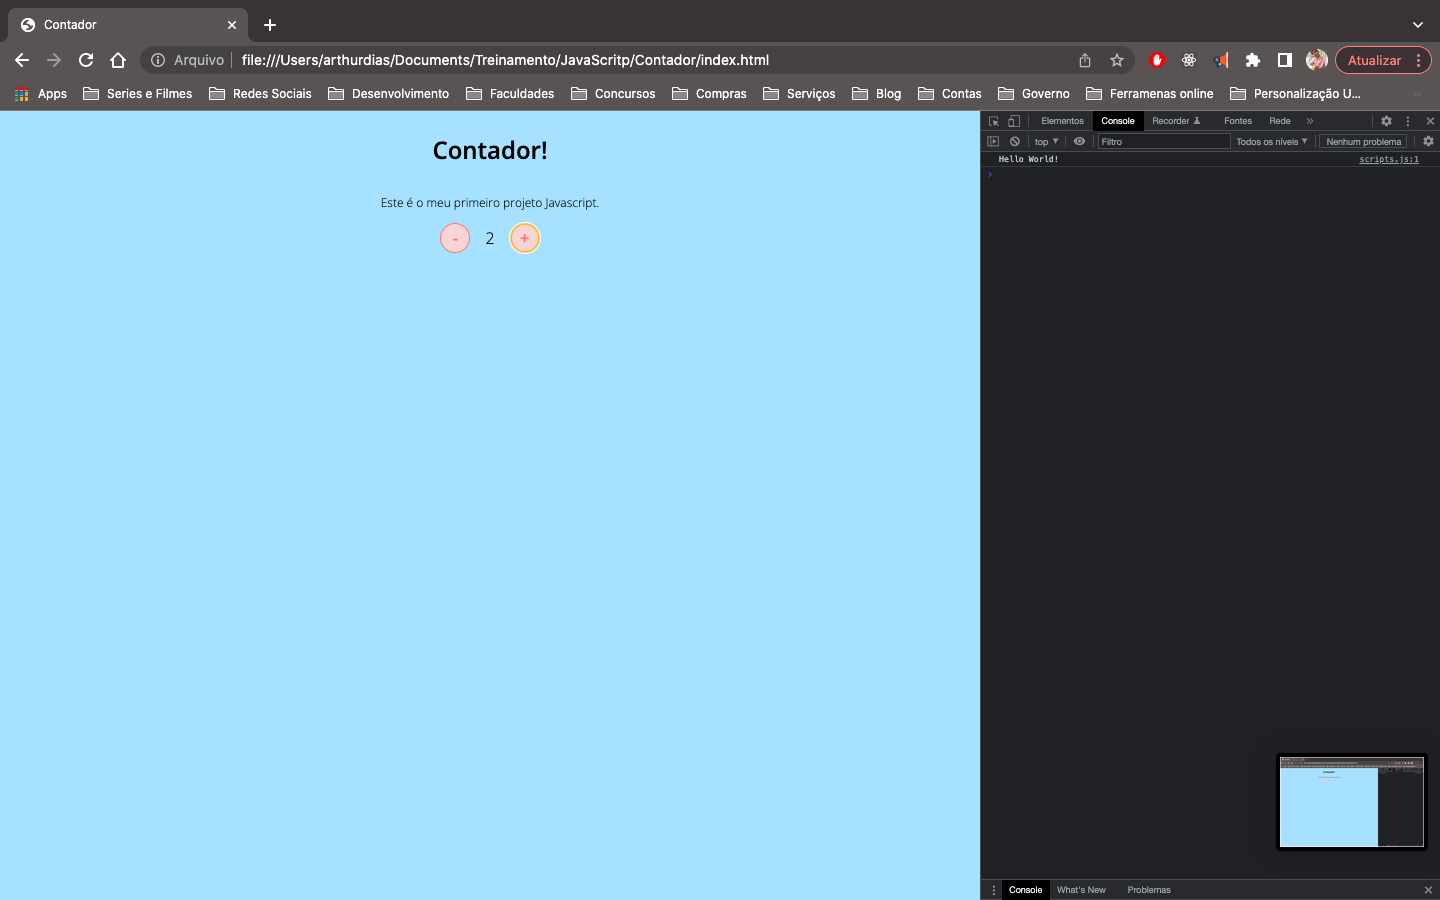 Contador
Arquivo file:///Users/arthurdias/Documents/Treinamento/JavaScritp/Contador/index.html Atualizar
Apps Series e Filmes Redes Sociais Desenvolvimento Faculdades Concursos Compras Serviços Blog Contas Governo Ferramenas online Personalização U...
Contador!
Este é o meu primeiro projeto Javascript.
- 2 +
Elementos Console Recorder Fontes Rede »
top Filtro Todos os níveis Nenhum problema
Hello World! scripts.js:1
>
Console What's New Problemas